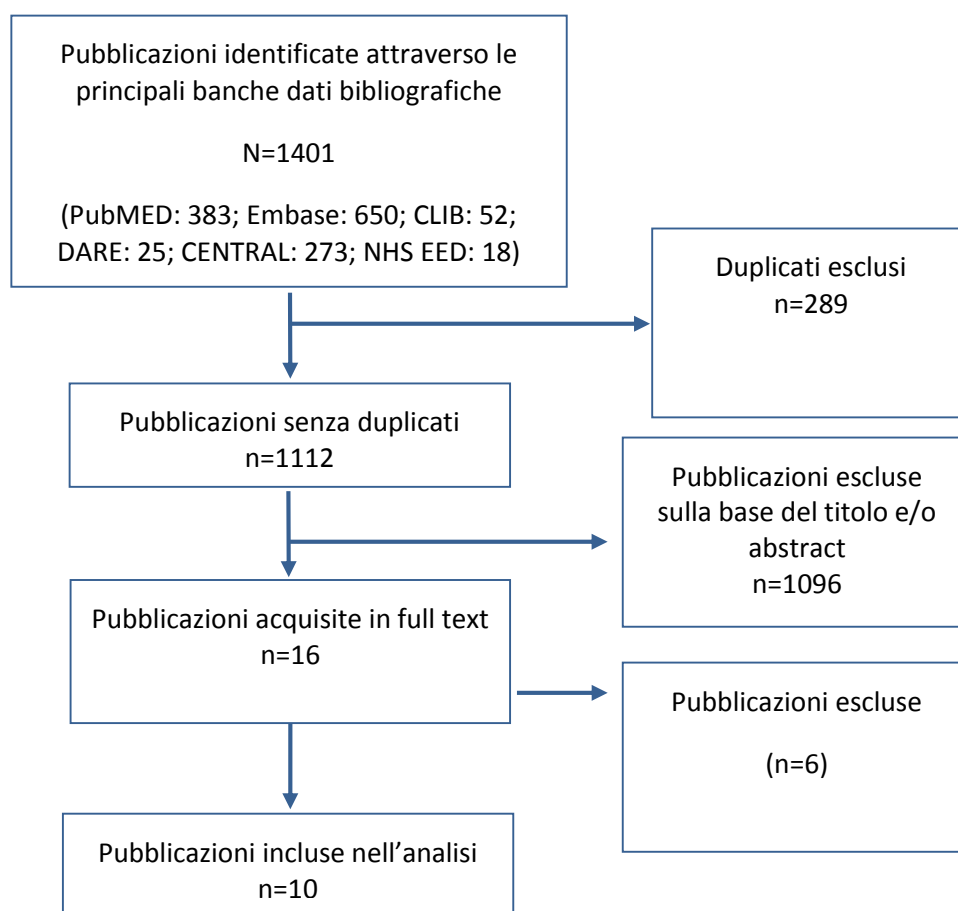 Pubblicazioni identificate attraverso le
principali banche dati bibliografiche
N=1401
(PubMED: 383; Embase: 650; CLIB: 52;
DARE: 25; CENTRAL: 273; NHS EED: 18)
Duplicati esclusi
n=289
Pubblicazioni senza duplicati
n=1112
Pubblicazioni escluse
sulla base del titolo e/o
abstract
n=1096
Pubblicazioni acquisite in full text
n=16
Pubblicazioni escluse
(n=6)
Pubblicazioni incluse nell’analisi
n=10